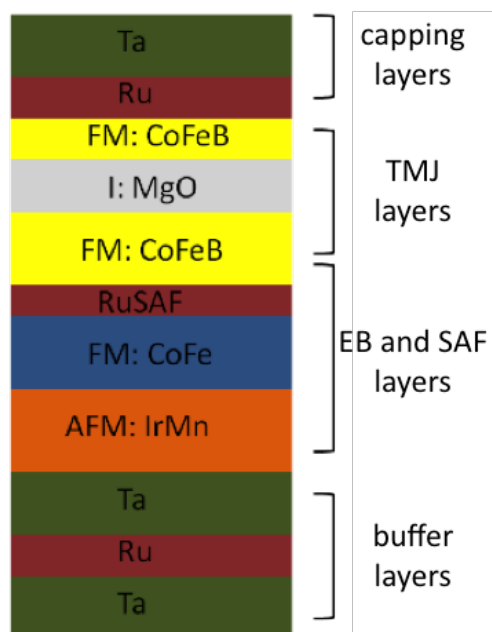 Ta
Ru
FM: CoFeB
I: MgO
FM: CoFeB
RuSAF
FM: CoFe
AFM: IrMn
Ta
Ru
Ta
capping
layers
TMJ
layers
EB and SAF
layers
buffer
layers